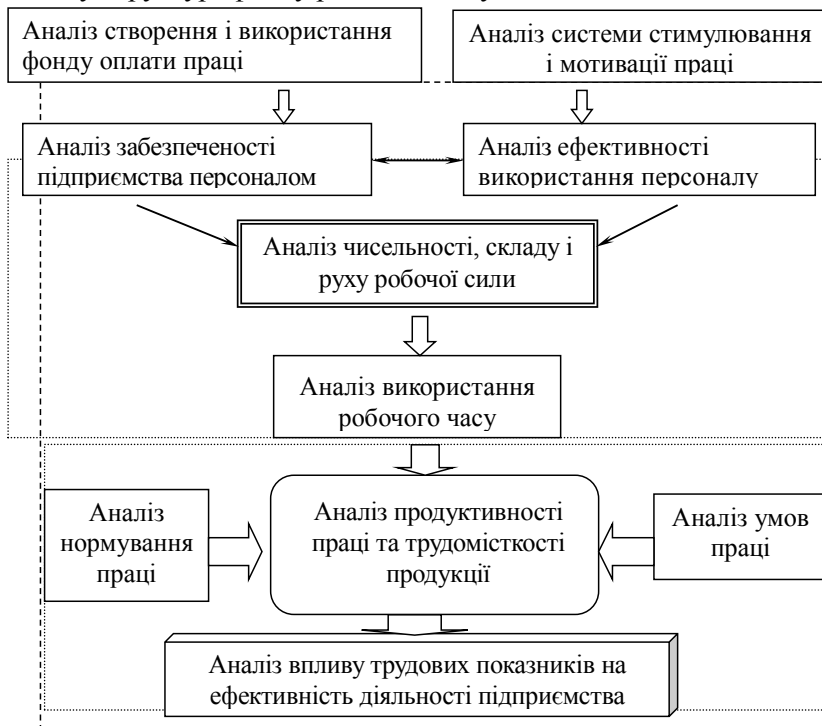 Аналіз створення і використання
фонду оплати праці
Аналіз системи стимулювання
і мотивації праці
Аналіз забезпеченості
підприємства персоналом
Аналіз ефективності
використання персоналу
Аналіз чисельності, складу і
руху робочої сили
Аналіз використання
робочого часу
Аналіз
нормування
праці
Аналіз продуктивності
праці та трудомісткості
продукції
Аналіз умов
праці
Аналіз впливу трудових показників на
ефективність діяльності підприємства